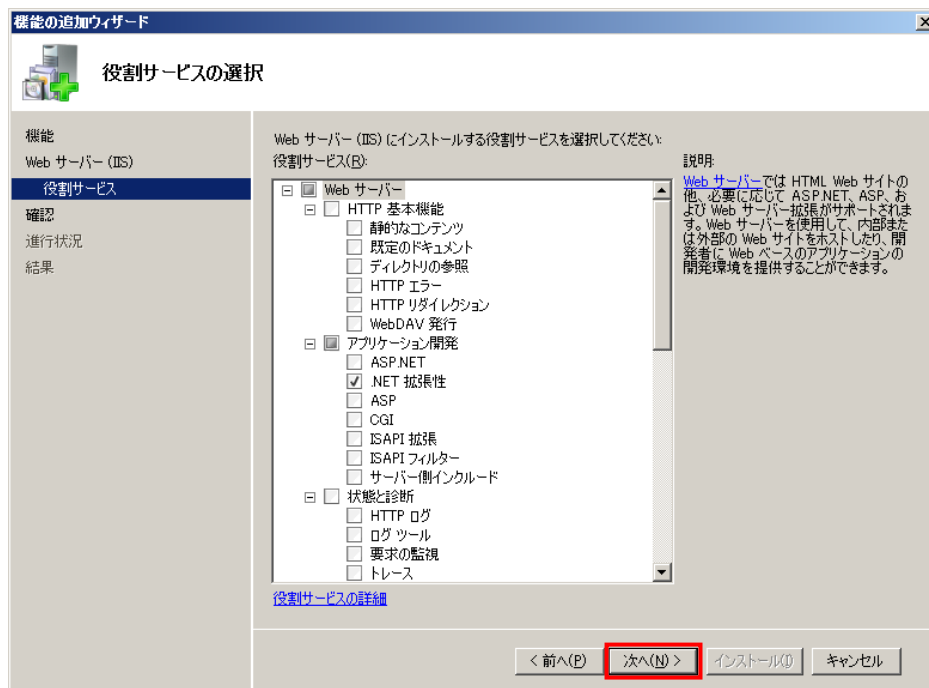 機能の追加ウィザード
役割サービスの選択
機能
Web サーバー (IIS)
役割サービス
確認
進行状況
結果
Web サーバー (IIS) にインストールする役割サービスを選択してください:
役割サービス(R):
Web サーバー
HTTP 基本機能
静的なコンテンツ
既定のドキュメント
ディレクトリの参照
HTTP エラー
HTTP リダイレクション
WebDAV 発行
アプリケーション開発
ASP.NET
.NET 拡張性
ASP
CGI
ISAPI 拡張
ISAPI フィルター
サーバー側インクルード
状態と診断
HTTP ログ
ログ ツール
要求の監視
トレース
役割サービスの詳細
説明:
Web サーバーでは HTML Web サイトの
他、必要に応じて ASP.NET、ASP、お
よび Web サーバー拡張がサポートされま
す。Web サーバーを使用して、内部また
は外部の Web サイトをホストしたり、開
発者に Web ベースのアプリケーションの
開発環境を提供することができます。
< 前へ(P)
次へ(N) >
インストール(I)
キャンセル